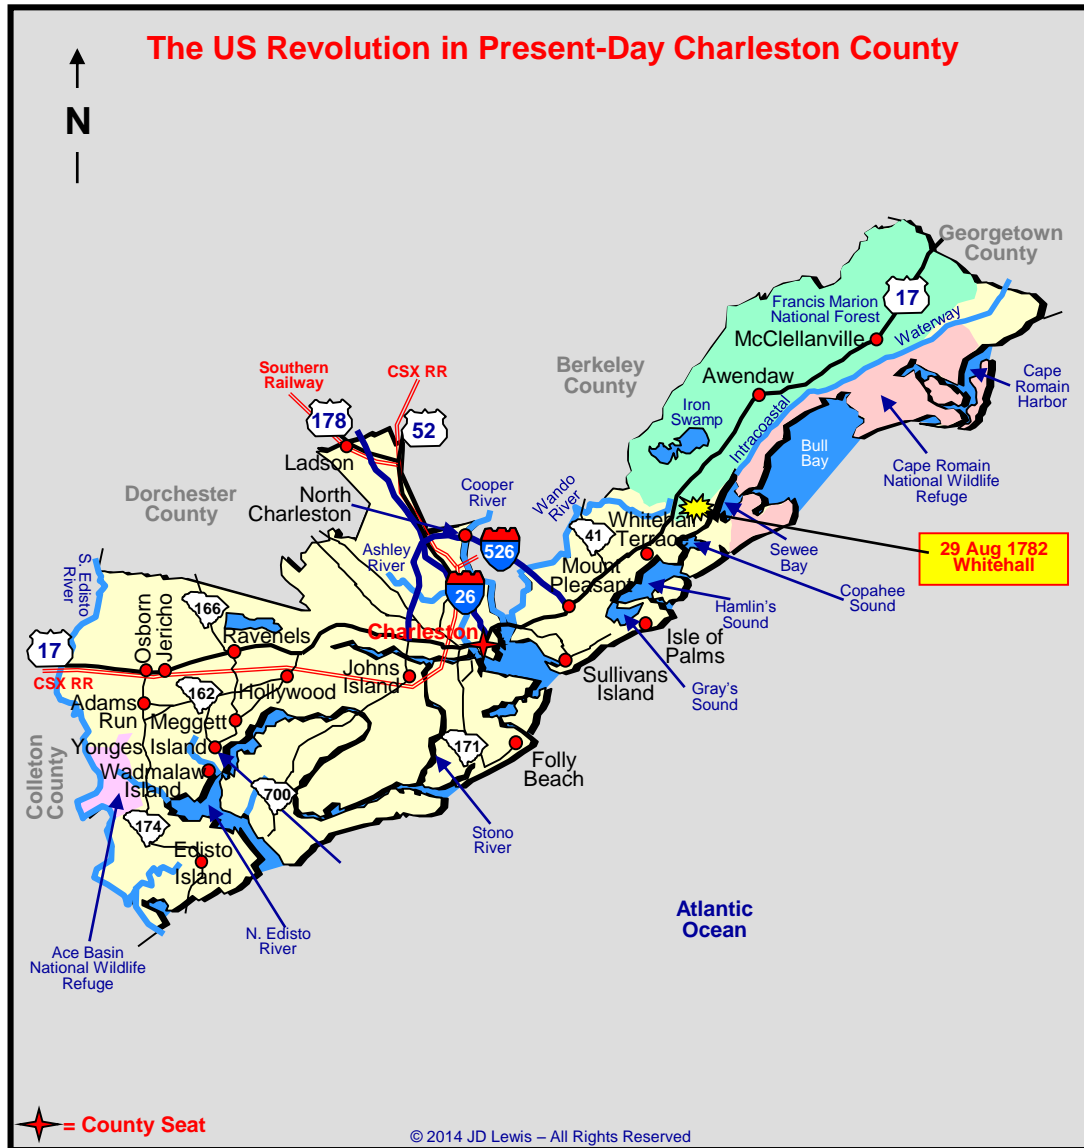 The US Revolution in Present-Day Charleston County
N
Georgetown
County
17
Francis Marion
National Forest
McClellanville
Waterway
Intracoastal
Cape
Romain
Harbor
Berkeley
County
Awendaw
Iron
Swamp
Bull
Bay
Cape Romain
National Wildlife
Refuge
Southern
Railway
CSX RR
178
52
Ladson
Dorchester
County
North
Charleston
Cooper
River
Wando
River
41
Whitehall
Terrace
Sewee
Bay
29 Aug 1782
Whitehall
Ashley
River
526
26
Mount
Pleasant
Copahee
Sound
Hamlin's
Sound
S. Edisto
River
166
Osborn
Jericho
Ravenels
Charleston
Isle of
Palms
17
CSX RR
Johns
Island
Sullivans
Island
Gray's
Sound
162
Hollywood
Adams
Run
Meggett
Yonges Island
171
Folly
Beach
Wadmalaw
Island
700
Colleton
County
174
Stono
River
Edisto
Island
Atlantic
Ocean
N. Edisto
River
Ace Basin
National Wildlife
Refuge
= County Seat
© 2014 JD Lewis – All Rights Reserved